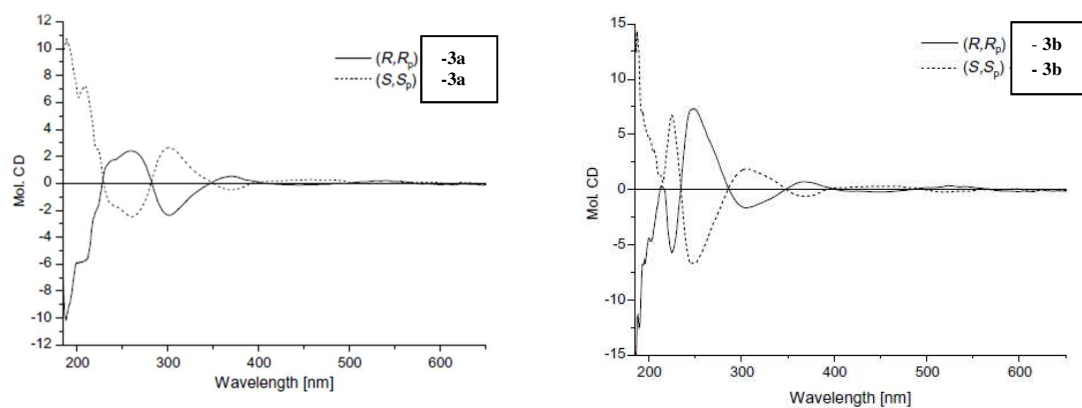 12
10
8
6
4
2
0
-2
-4
-6
-8
-10
-12
Mol. CD
(R,Rp) -3a
(S,Sp) -3a
200 300 400 500 600
Wavelength [nm]
15
10
5
0
-5
-10
-15
Mol. CD
(R,Rp) - 3b
(S,Sp) - 3b
200 300 400 500 600
Wavelength [nm]